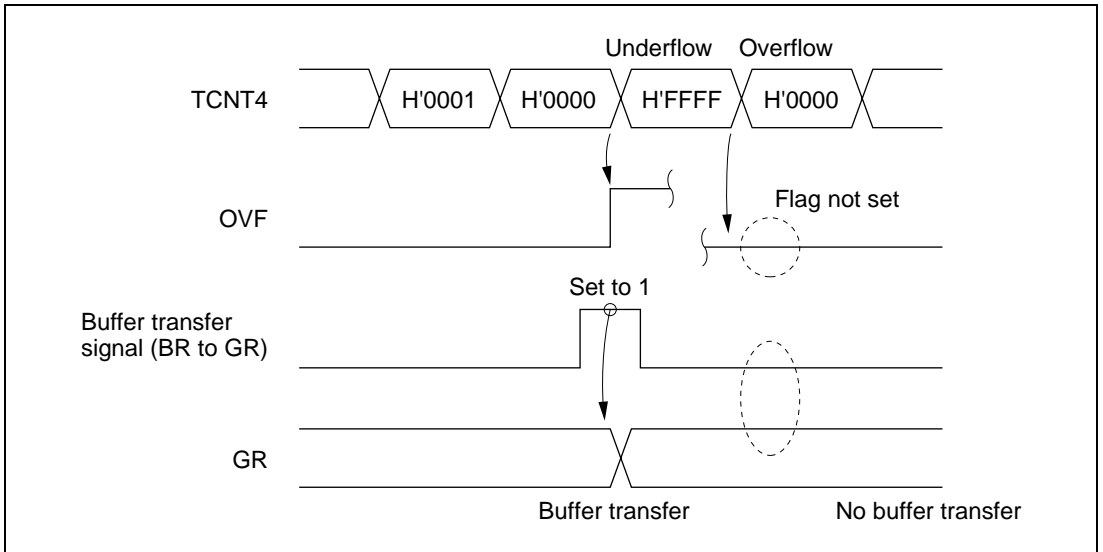 Underflow Overflow
TCNT4 H'0001 H'0000 H'FFFF H'0000
OVF
Flag not set
Set to 1
Buffer transfer
signal (BR to GR)
GR
Buffer transfer No buffer transfer